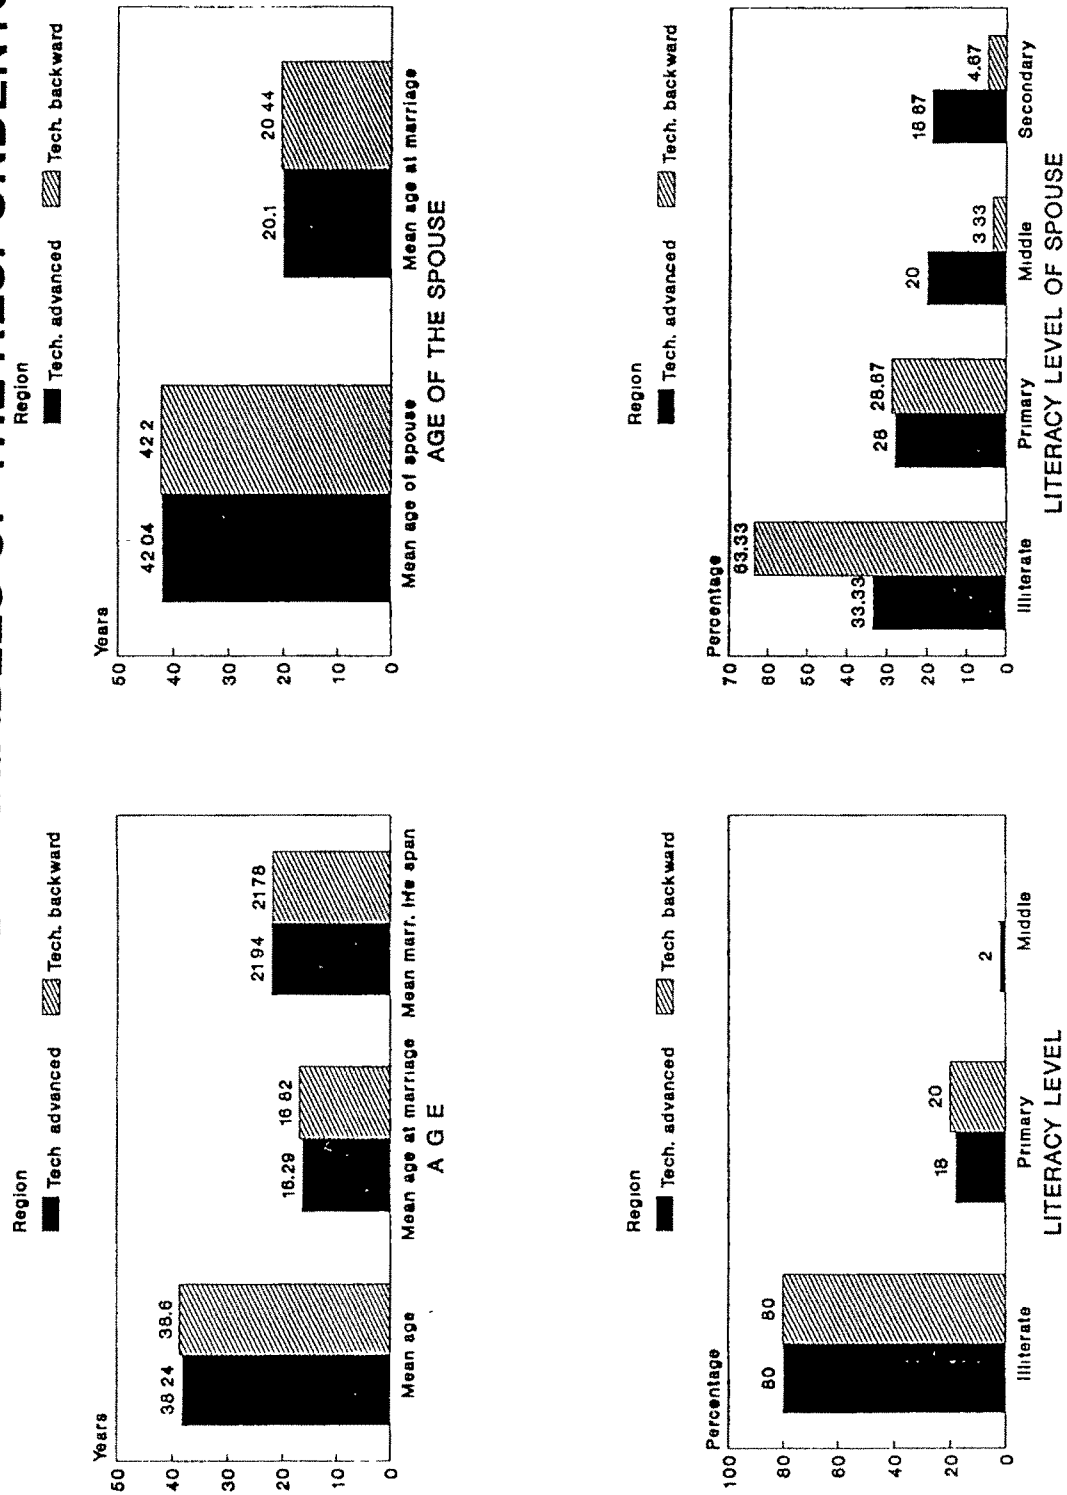 Region
Tech advanced Tech. backward
Years
50
40
30
20
10
0
38 24 38.6
16.29 16 82
21 94 21 78
Mean age Mean age at marriage Mean marr. life span
AGE
Region
Tech. advanced Tech. backward
Years
50
40
30
20
10
0
42 04 42 2
20.1 20 44
Mean age of spouse Mean age at marriage
AGE OF THE SPOUSE
Region
Tech. advanced Tech backward
Percentage
100
80
60
40
20
0
80 80
18 20
2
Illiterate Primary Middle
LITERACY LEVEL
Region
Tech. advanced Tech. backward
Percentage
70
60
50
40
30
20
10
0
33.33 63.33
28 28.67
20 3 33
18 67 4.67
Illiterate Primary Middle Secondary
LITERACY LEVEL OF SPOUSE